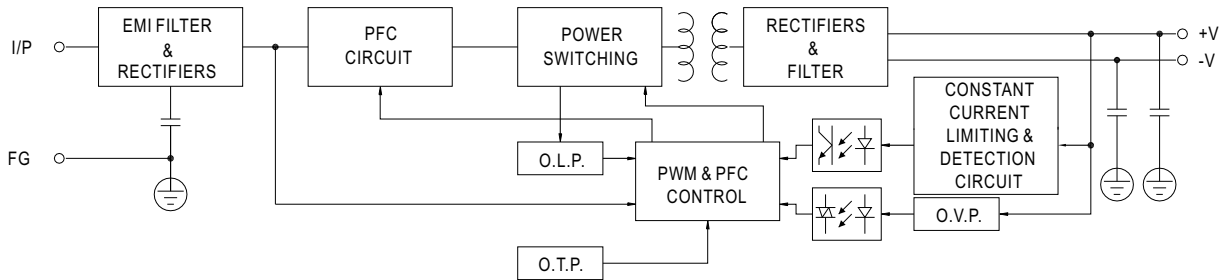 EMI FILTER
&
RECTIFIERS
PFC
CIRCUIT
POWER
SWITCHING
RECTIFIERS
&
FILTER
I/P
+V
-V
CONSTANT
CURRENT
LIMITING &
DETECTION
CIRCUIT
FG
O.L.P.
PWM & PFC
CONTROL
O.V.P.
O.T.P.